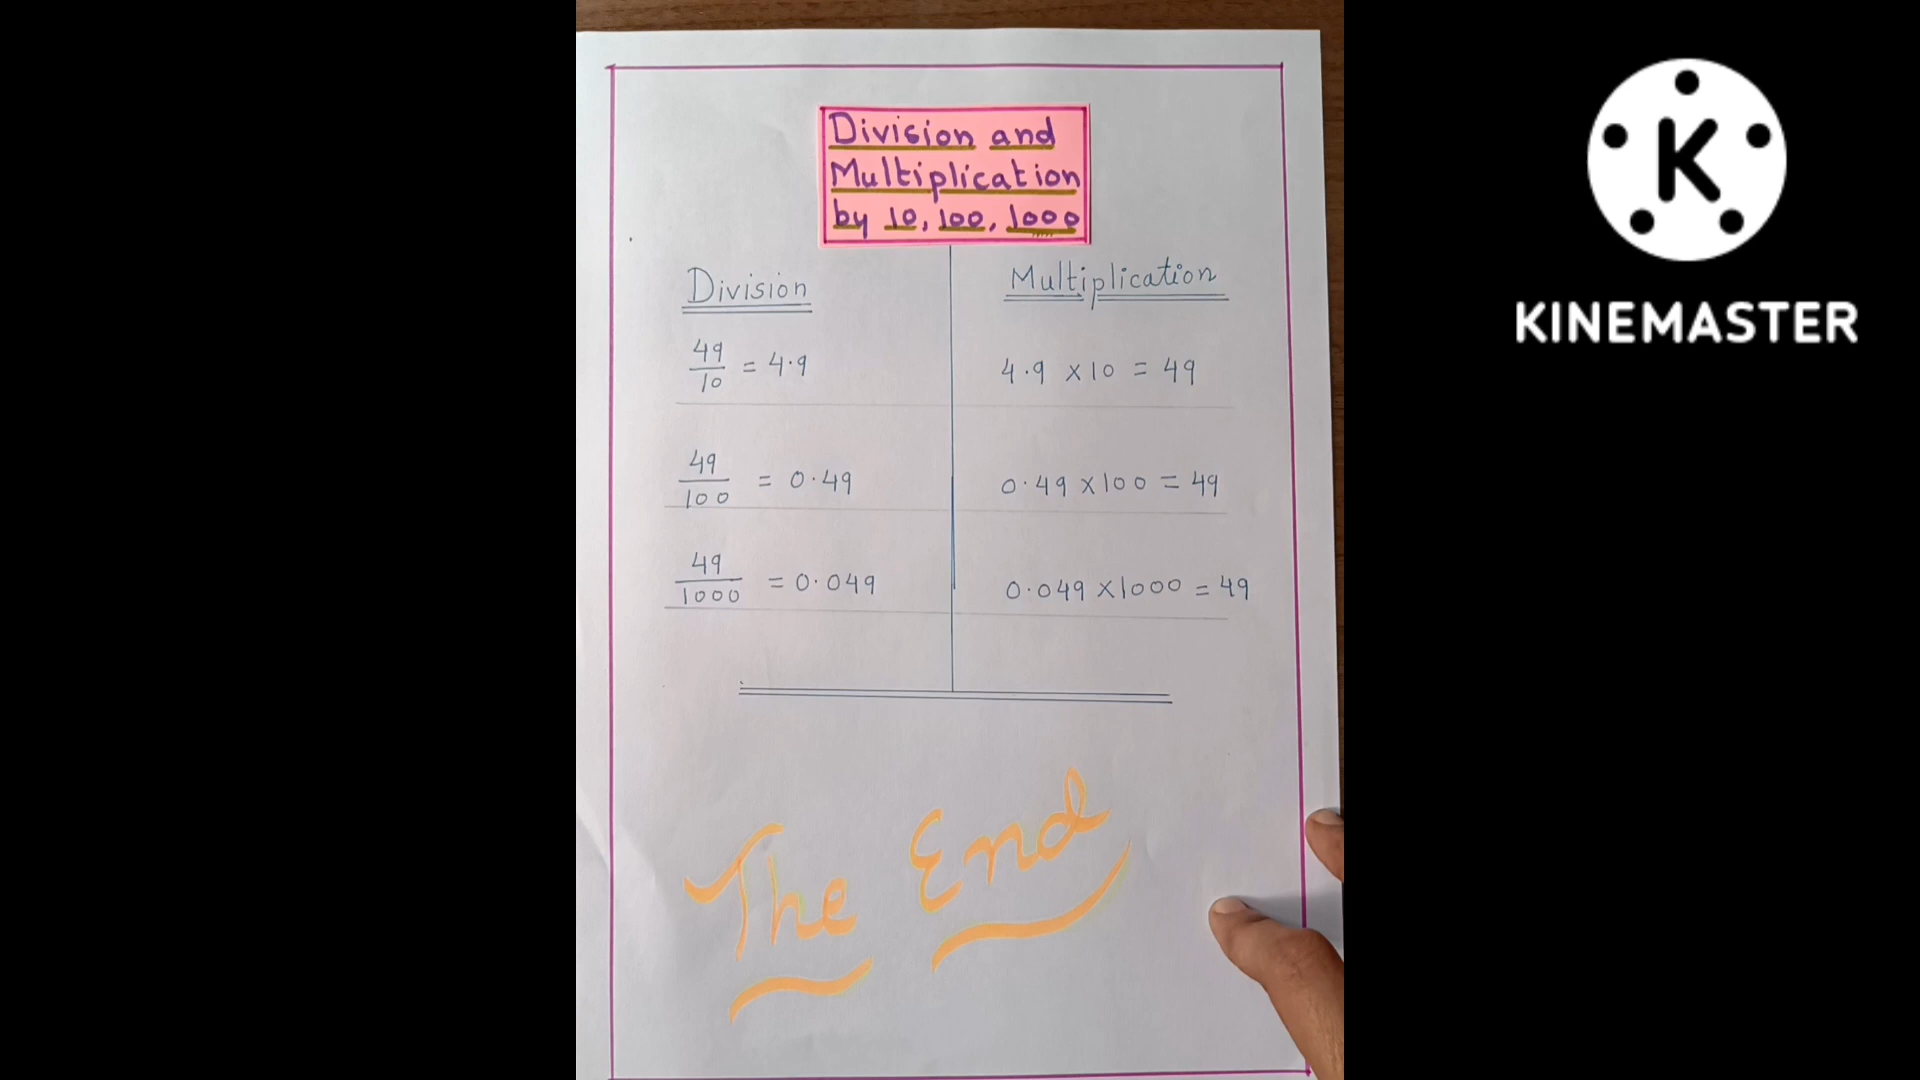 Division and
Multiplication
by 10, 100, 1000
Division
49/10 = 4.9
49/100 = 0.49
49/1000 = 0.049
Multiplication
4.9 × 10 = 49
0.49 × 100 = 49
0.049 × 1000 = 49
The End
K
KINEMASTER